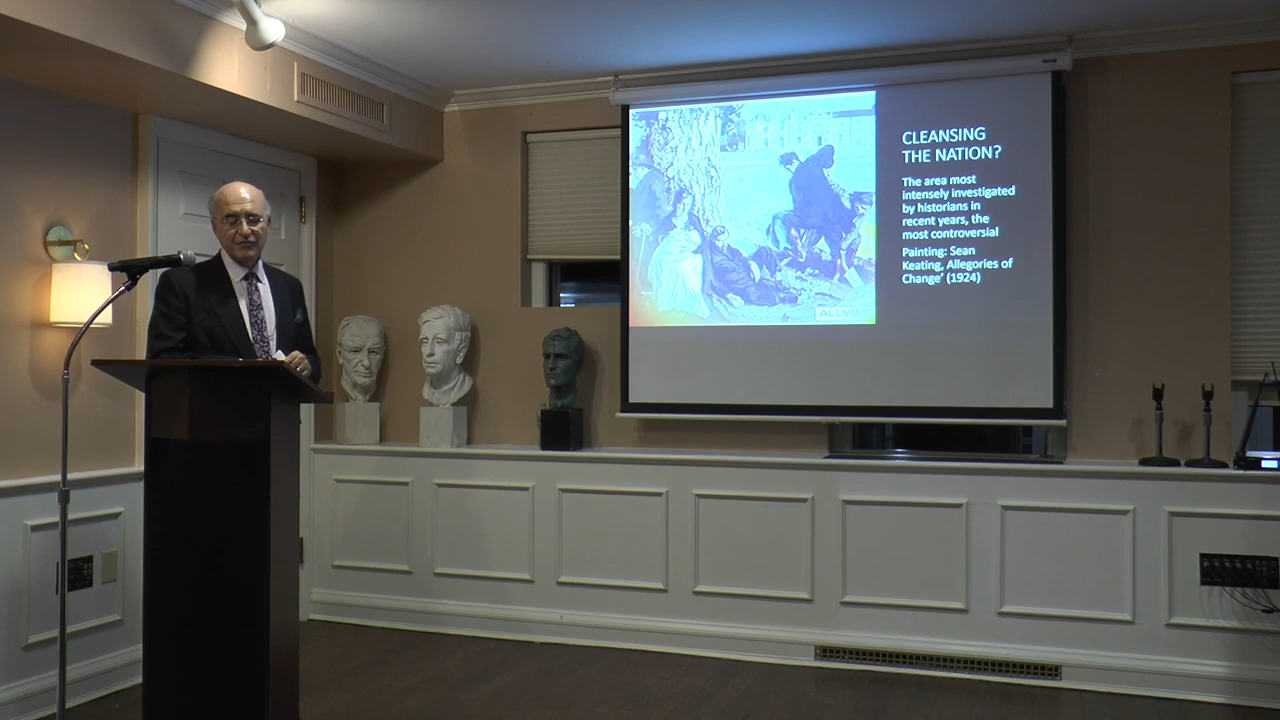 CLEANSING
THE NATION?
The area most
intensely investigated
by historians in
recent years, the
most controversial
Painting: Sean
Keating, Allegories of
Change' (1924)